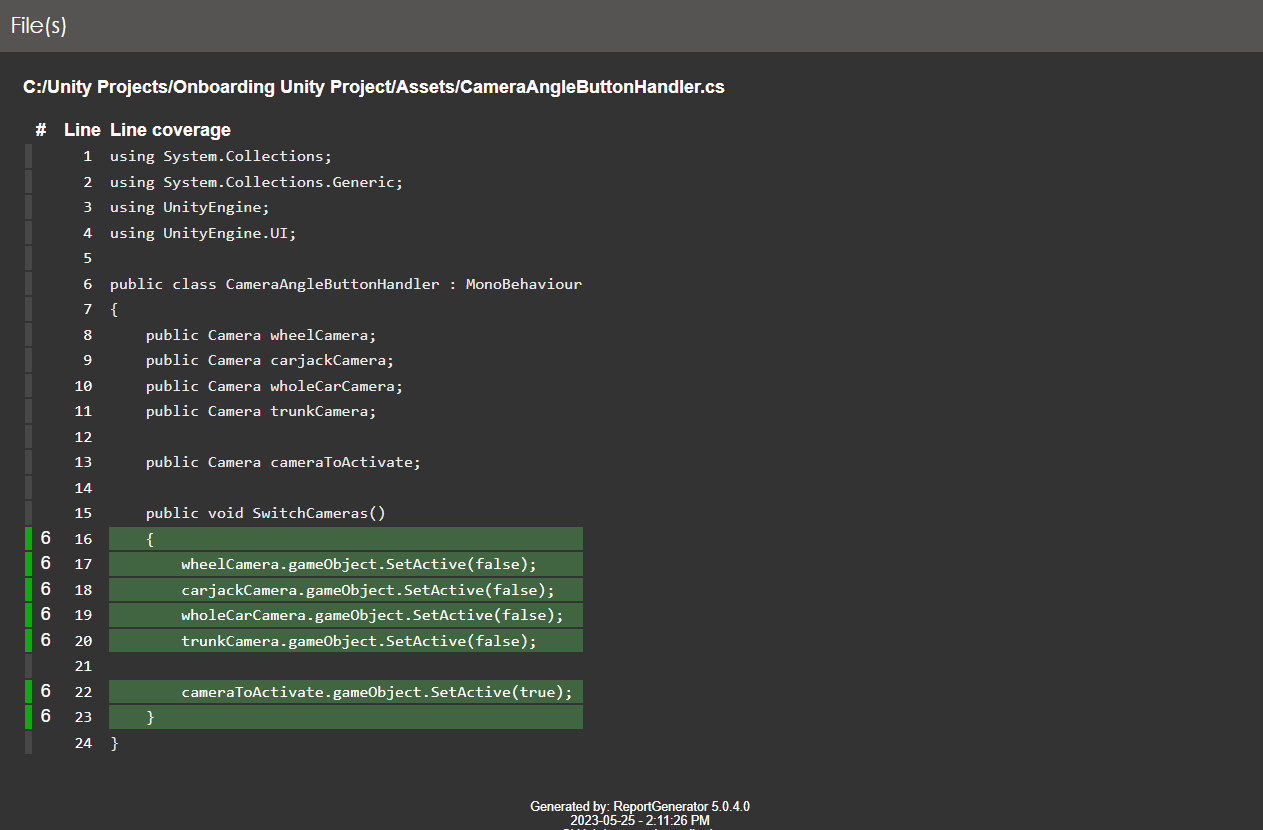 File(s)
C:/Unity Projects/Onboarding Unity Project/Assets/CameraAngleButtonHandler.cs
# Line Line coverage
1 using System.Collections;
2 using System.Collections.Generic;
3 using UnityEngine;
4 using UnityEngine.UI;
5
6 public class CameraAngleButtonHandler : MonoBehaviour
7 {
8 public Camera wheelCamera;
9 public Camera carjackCamera;
10 public Camera wholeCarCamera;
11 public Camera trunkCamera;
12
13 public Camera cameraToActivate;
14
15 public void SwitchCameras()
6 16 {
6 17 wheelCamera.gameObject.SetActive(false);
6 18 carjackCamera.gameObject.SetActive(false);
6 19 wholeCarCamera.gameObject.SetActive(false);
6 20 trunkCamera.gameObject.SetActive(false);
21
6 22 cameraToActivate.gameObject.SetActive(true);
6 23 }
24 }
Generated by: ReportGenerator 5.0.4.0
2023-05-25 - 2:11:26 PM